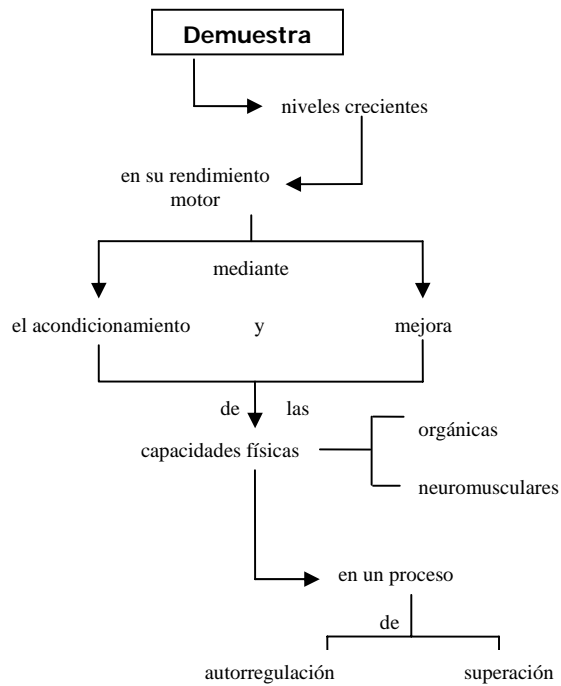 Demuestra
niveles crecientes
en su rendimiento
motor
mediante
el acondicionamiento y mejora
de las
capacidades físicas
orgánicas
neuromusculares
en un proceso
de
autorregulación superación